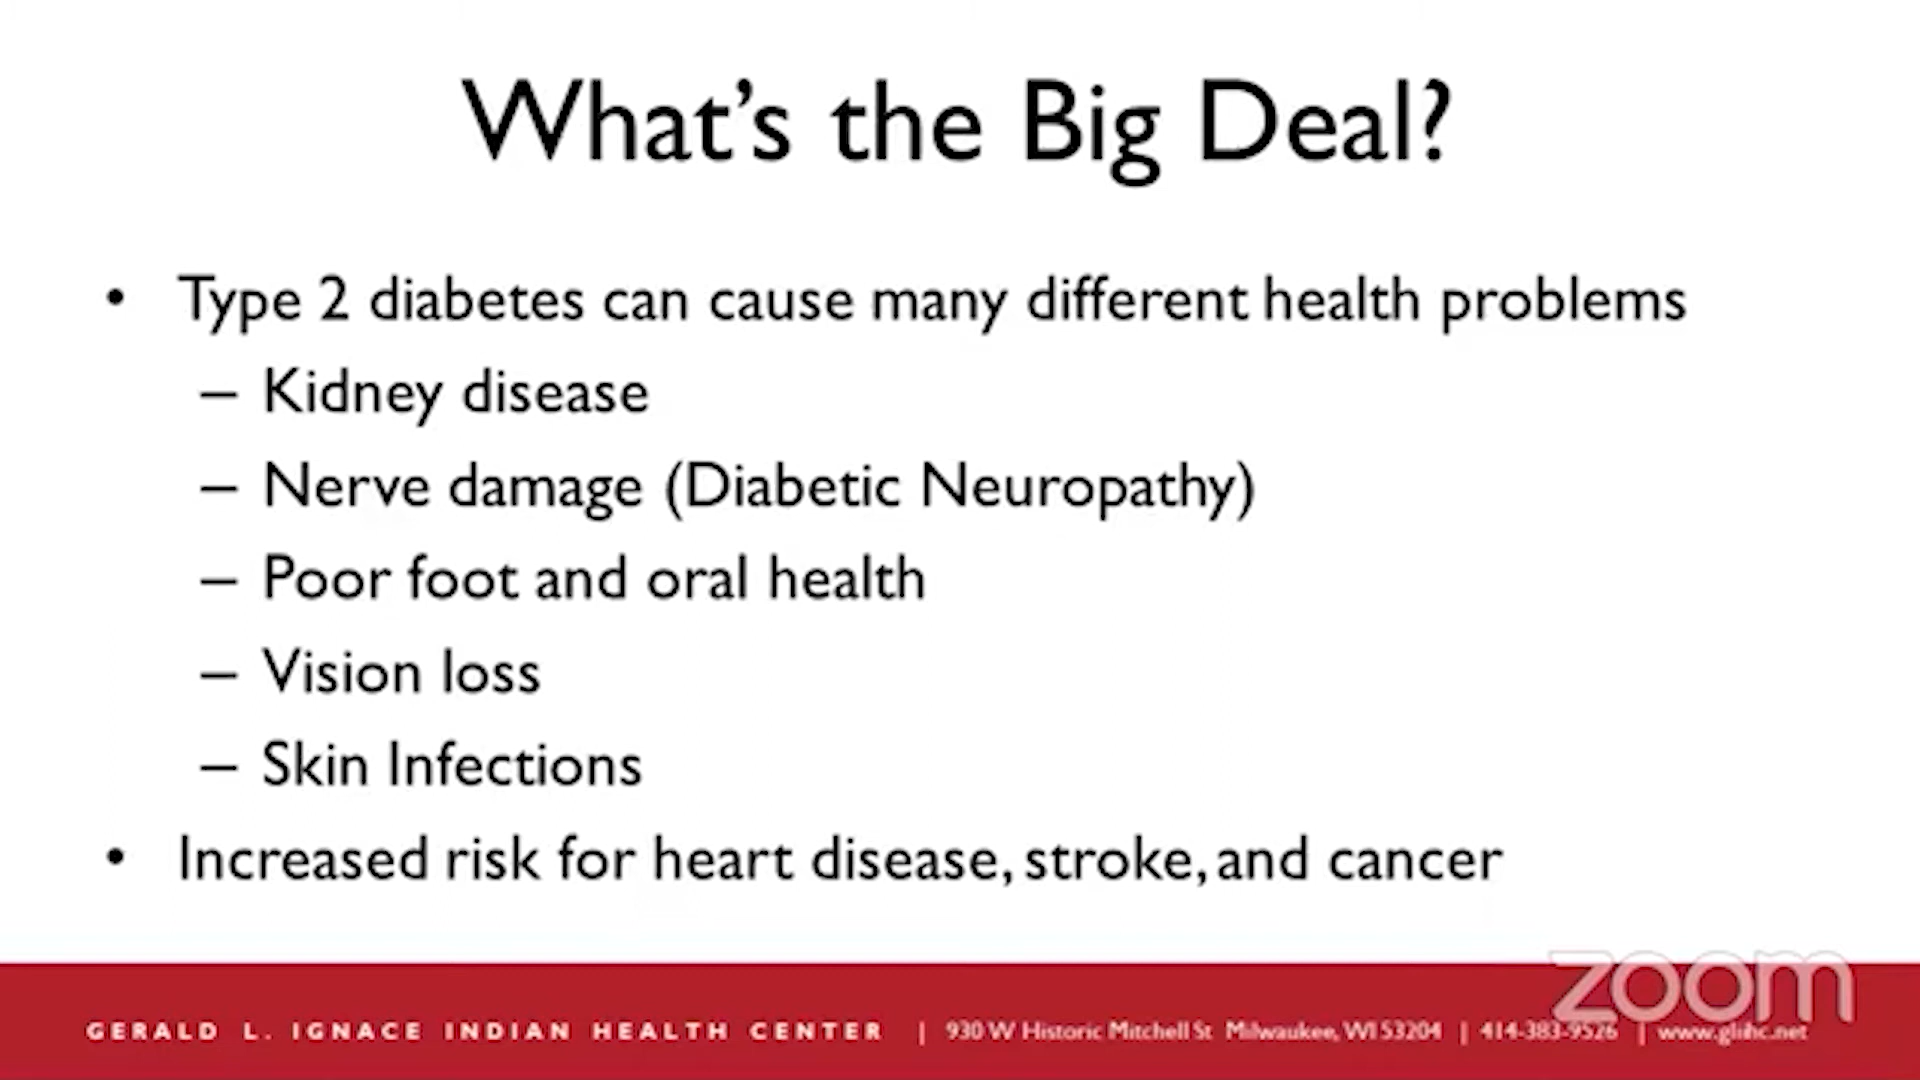 What's the Big Deal?
• Type 2 diabetes can cause many different health problems
– Kidney disease
– Nerve damage (Diabetic Neuropathy)
– Poor foot and oral health
– Vision loss
– Skin Infections
• Increased risk for heart disease, stroke, and cancer
zoom
GERALD L. IGNACE INDIAN HEALTH CENTER | 930 W Historic Mitchell St Milwaukee, WI 53204 | 414-383-9526 | www.gliihc.net